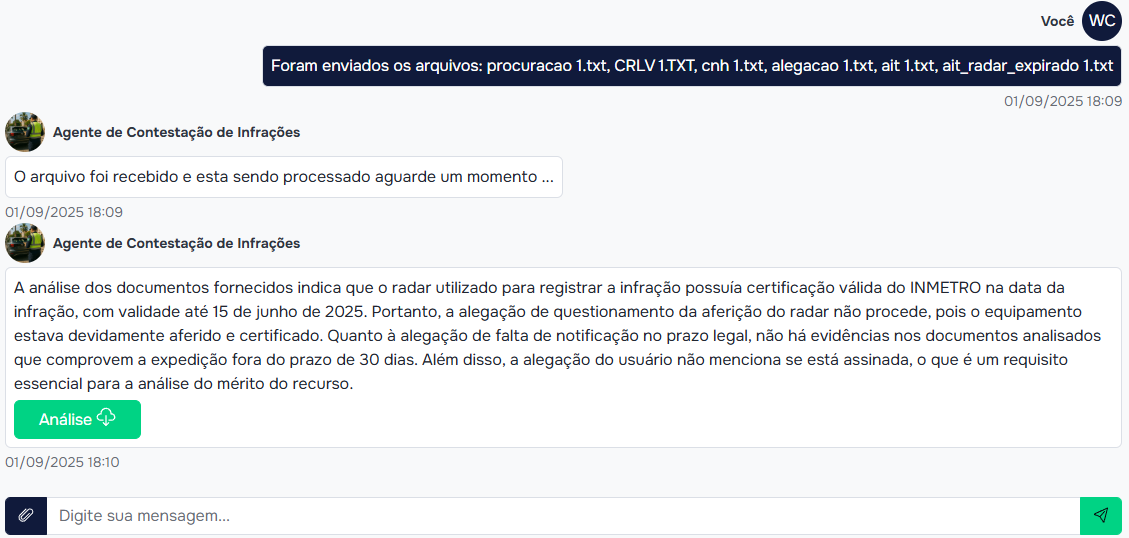 Você
WC
Foram enviados os arquivos: procuracao 1.txt, CRLV 1.TXT, cnh 1.txt, alegacao 1.txt, ait 1.txt, ait_radar_expirado 1.txt
01/09/2025 18:09
Agente de Contestação de Infrações
O arquivo foi recebido e esta sendo processado aguarde um momento ...
01/09/2025 18:09
Agente de Contestação de Infrações
A análise dos documentos fornecidos indica que o radar utilizado para registrar a infração possuía certificação válida do INMETRO na data da
infração, com validade até 15 de junho de 2025. Portanto, a alegação de questionamento da aferição do radar não procede, pois o equipamento
estava devidamente aferido e certificado. Quanto à alegação de falta de notificação no prazo legal, não há evidências nos documentos analisados
que comprovem a expedição fora do prazo de 30 dias. Além disso, a alegação do usuário não menciona se está assinada, o que é um requisito
essencial para a análise do mérito do recurso.
Análise
01/09/2025 18:10
Digite sua mensagem...